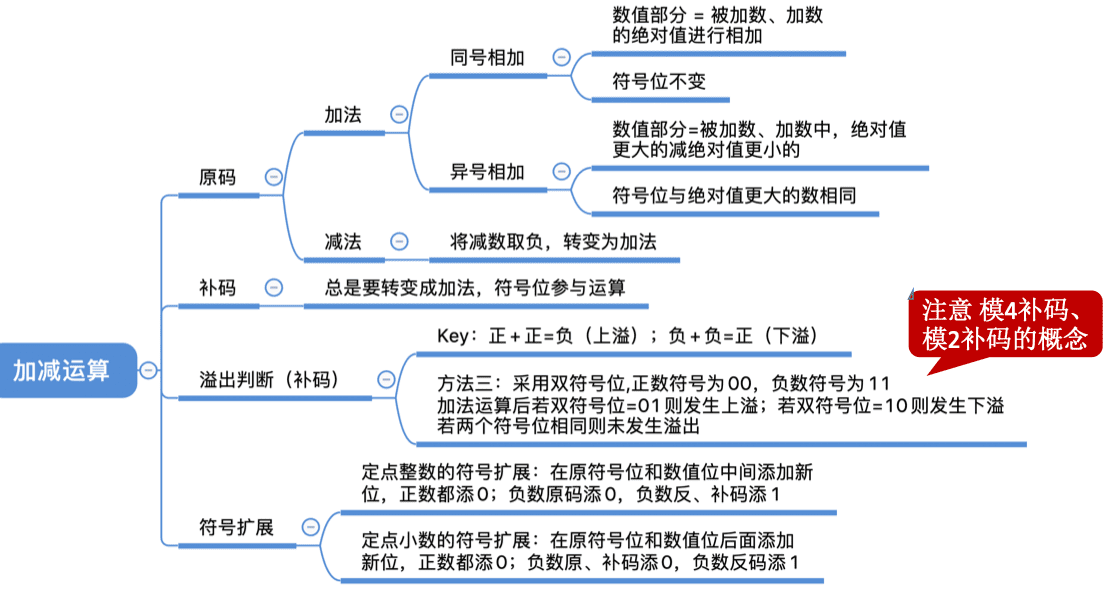 加减运算
原码
加法
同号相加
数值部分 = 被加数、加数
的绝对值进行相加
符号位不变
异号相加
数值部分=被加数、加数中，绝对值
更大的减绝对值更小的
符号位与绝对值更大的数相同
减法
将减数取负，转变为加法
补码
总是要转变成加法，符号位参与运算
溢出判断（补码）
Key：正+正=负（上溢）；负+负=正（下溢）
方法三：采用双符号位,正数符号为00，负数符号为11
加法运算后若双符号位=01则发生上溢；若双符号位=10则发生下溢
若两个符号位相同则未发生溢出
注意 模4补码、
模2补码的概念
符号扩展
定点整数的符号扩展：在原符号位和数值位中间添加新
位，正数都添0；负数原码添0，负数反、补码添1
定点小数的符号扩展：在原符号位和数值位后面添加
新位，正数都添0；负数原、补码添0，负数反码添1